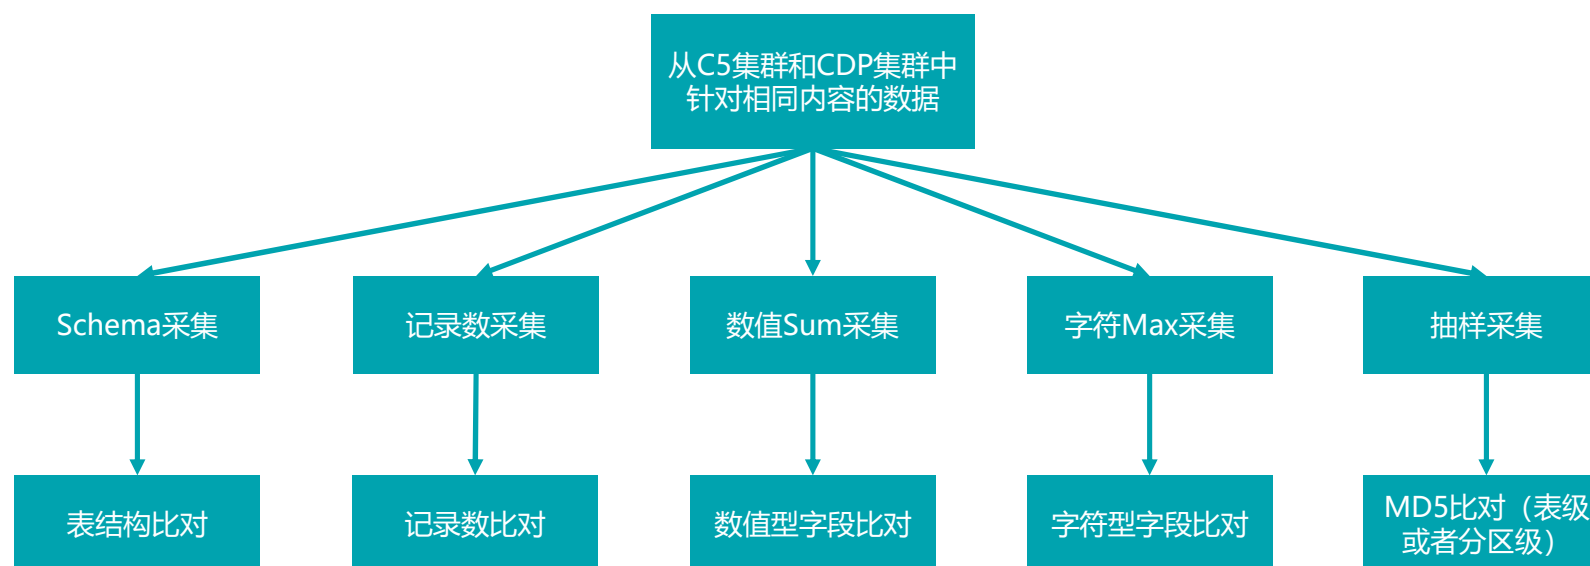 从C5集群和CDP集群中
针对相同内容的数据
Schema采集
记录数采集
数值Sum采集
字符Max采集
抽样采集
表结构比对
记录数比对
数值型字段比对
字符型字段比对
MD5比对（表级
或者分区级）